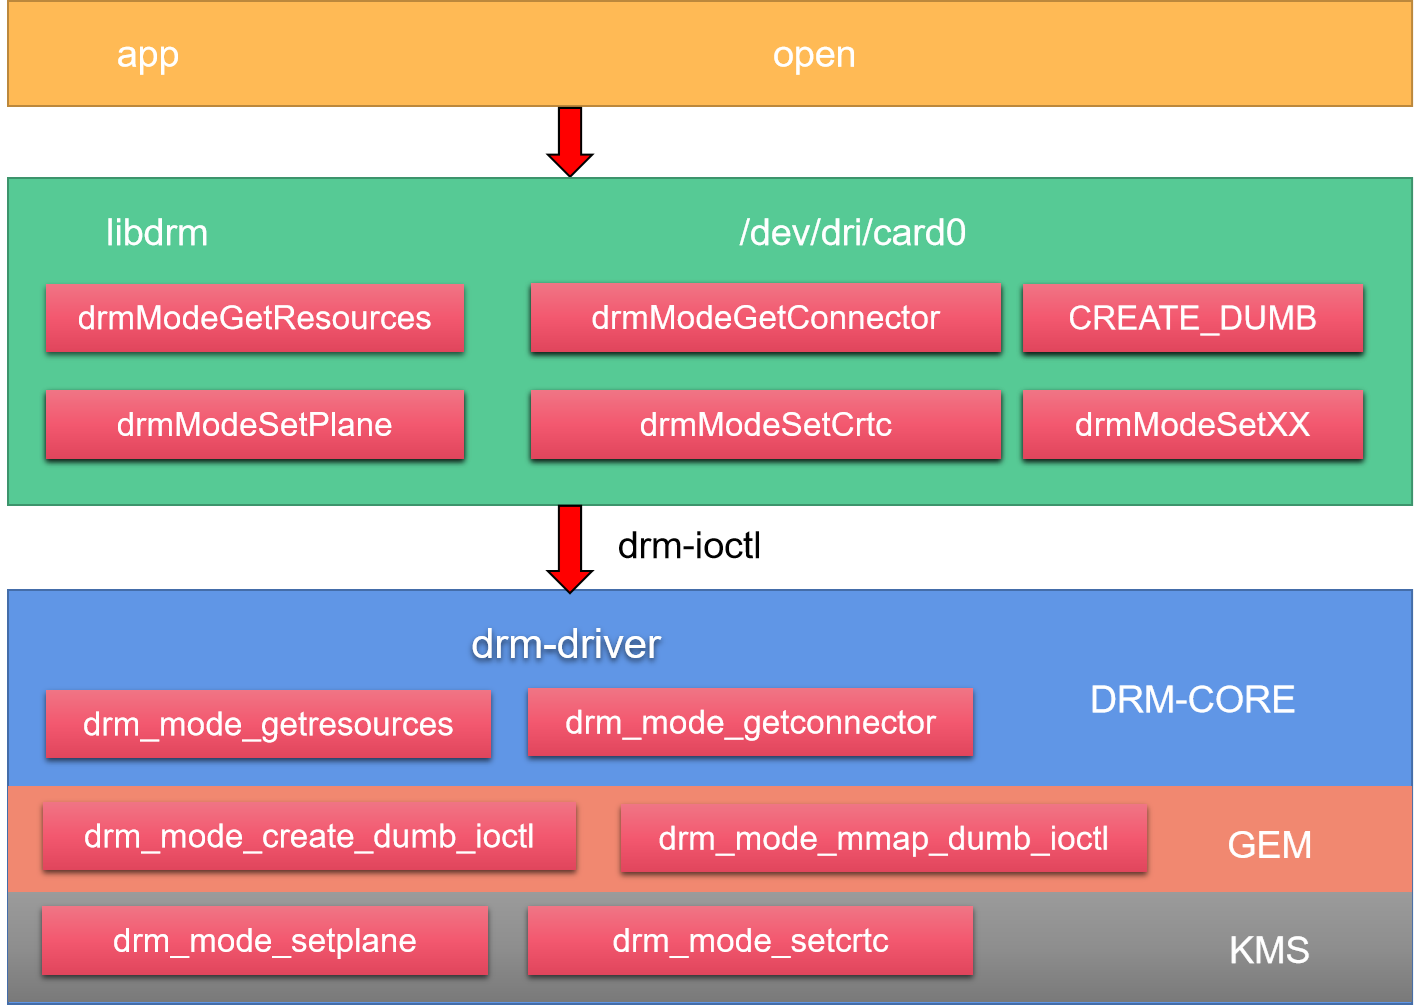 app open
libdrm /dev/dri/card0
drmModeGetResources drmModeGetConnector CREATE_DUMB
drmModeSetPlane drmModeSetCrtc drmModeSetXX
drm-ioctl
drm-driver
DRM-CORE
drm_mode_getresources drm_mode_getconnector
drm_mode_create_dumb_ioctl drm_mode_mmap_dumb_ioctl GEM
drm_mode_setplane drm_mode_setcrtc KMS